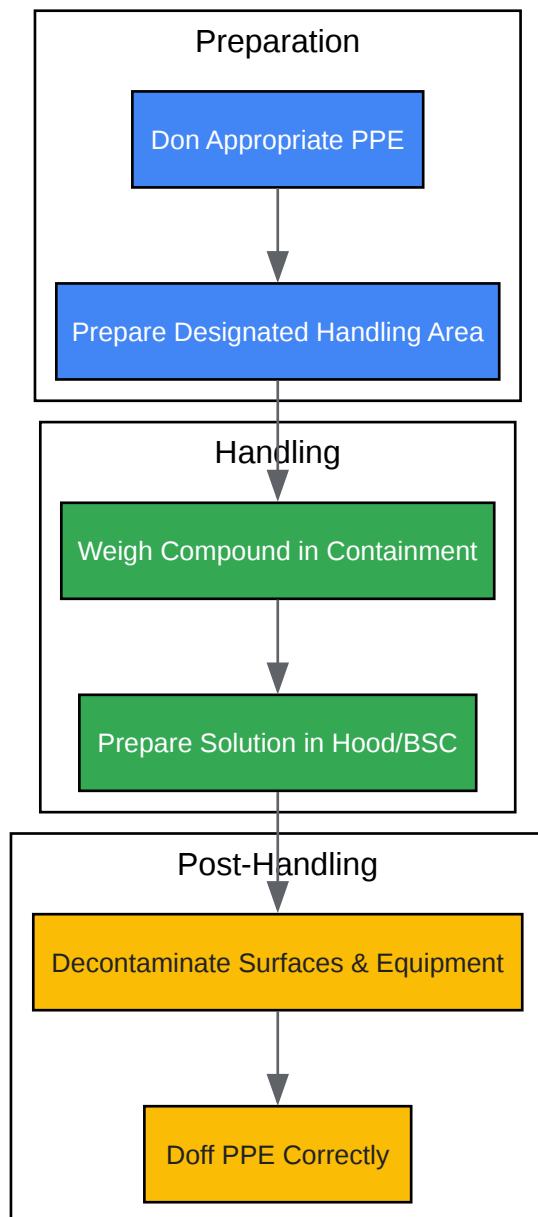 Preparation
Don Appropriate PPE
Prepare Designated Handling Area
Handling
Weigh Compound in Containment
Prepare Solution in Hood/BSC
Post-Handling
Decontaminate Surfaces & Equipment
Doff PPE Correctly